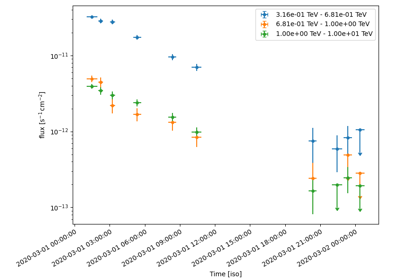 3.16e-01 TeV - 6.81e-01 TeV
6.81e-01 TeV - 1.00e+00 TeV
1.00e+00 TeV - 1.00e+01 TeV
10⁻¹¹
10⁻¹²
10⁻¹³
flux [s⁻¹ cm⁻²]
2020-03-01 00:00:00
2020-03-01 03:00:00
2020-03-01 06:00:00
2020-03-01 09:00:00
2020-03-01 12:00:00
2020-03-01 15:00:00
2020-03-01 18:00:00
2020-03-01 21:00:00
2020-03-02 00:00:00
Time [iso]